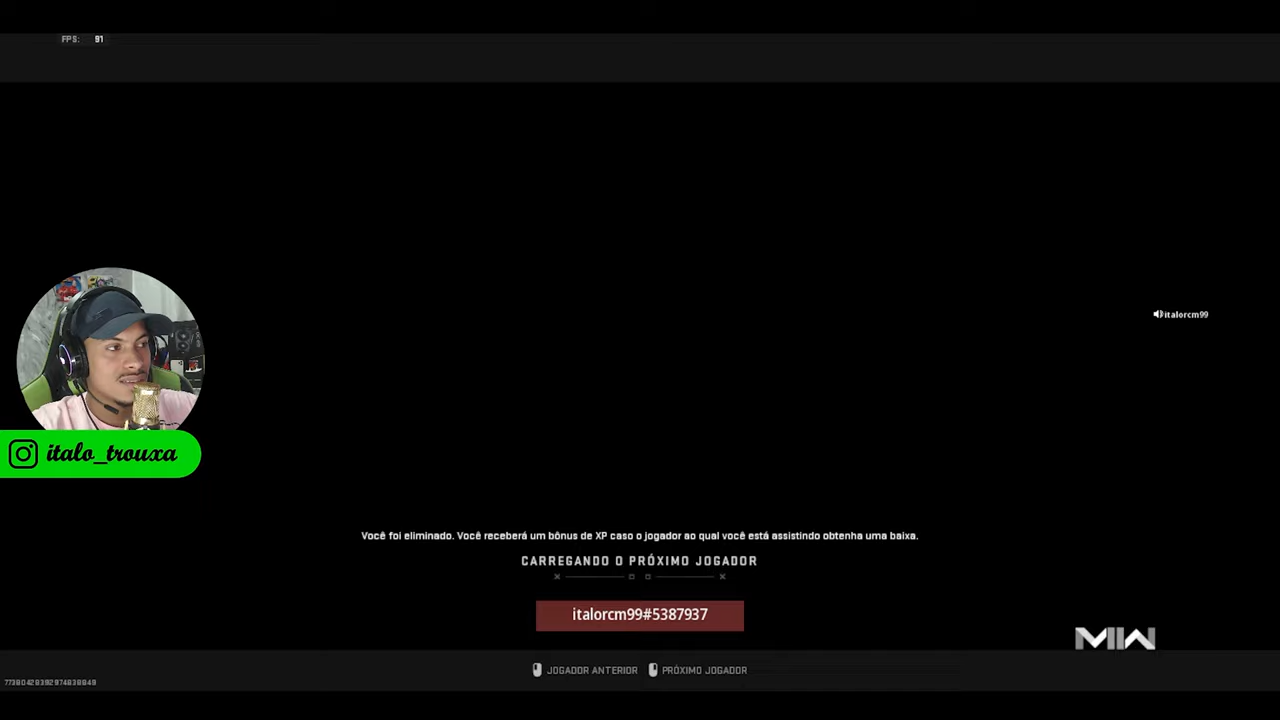 FPS: 91
italorcm99
italo_trouxa
Você foi eliminado. Você receberá um bônus de XP caso o jogador ao qual você está assistindo obtenha uma baixa.
CARREGANDO O PRÓXIMO JOGADOR
italorcm99#5387937
MW
JOGADOR ANTERIOR PRÓXIMO JOGADOR